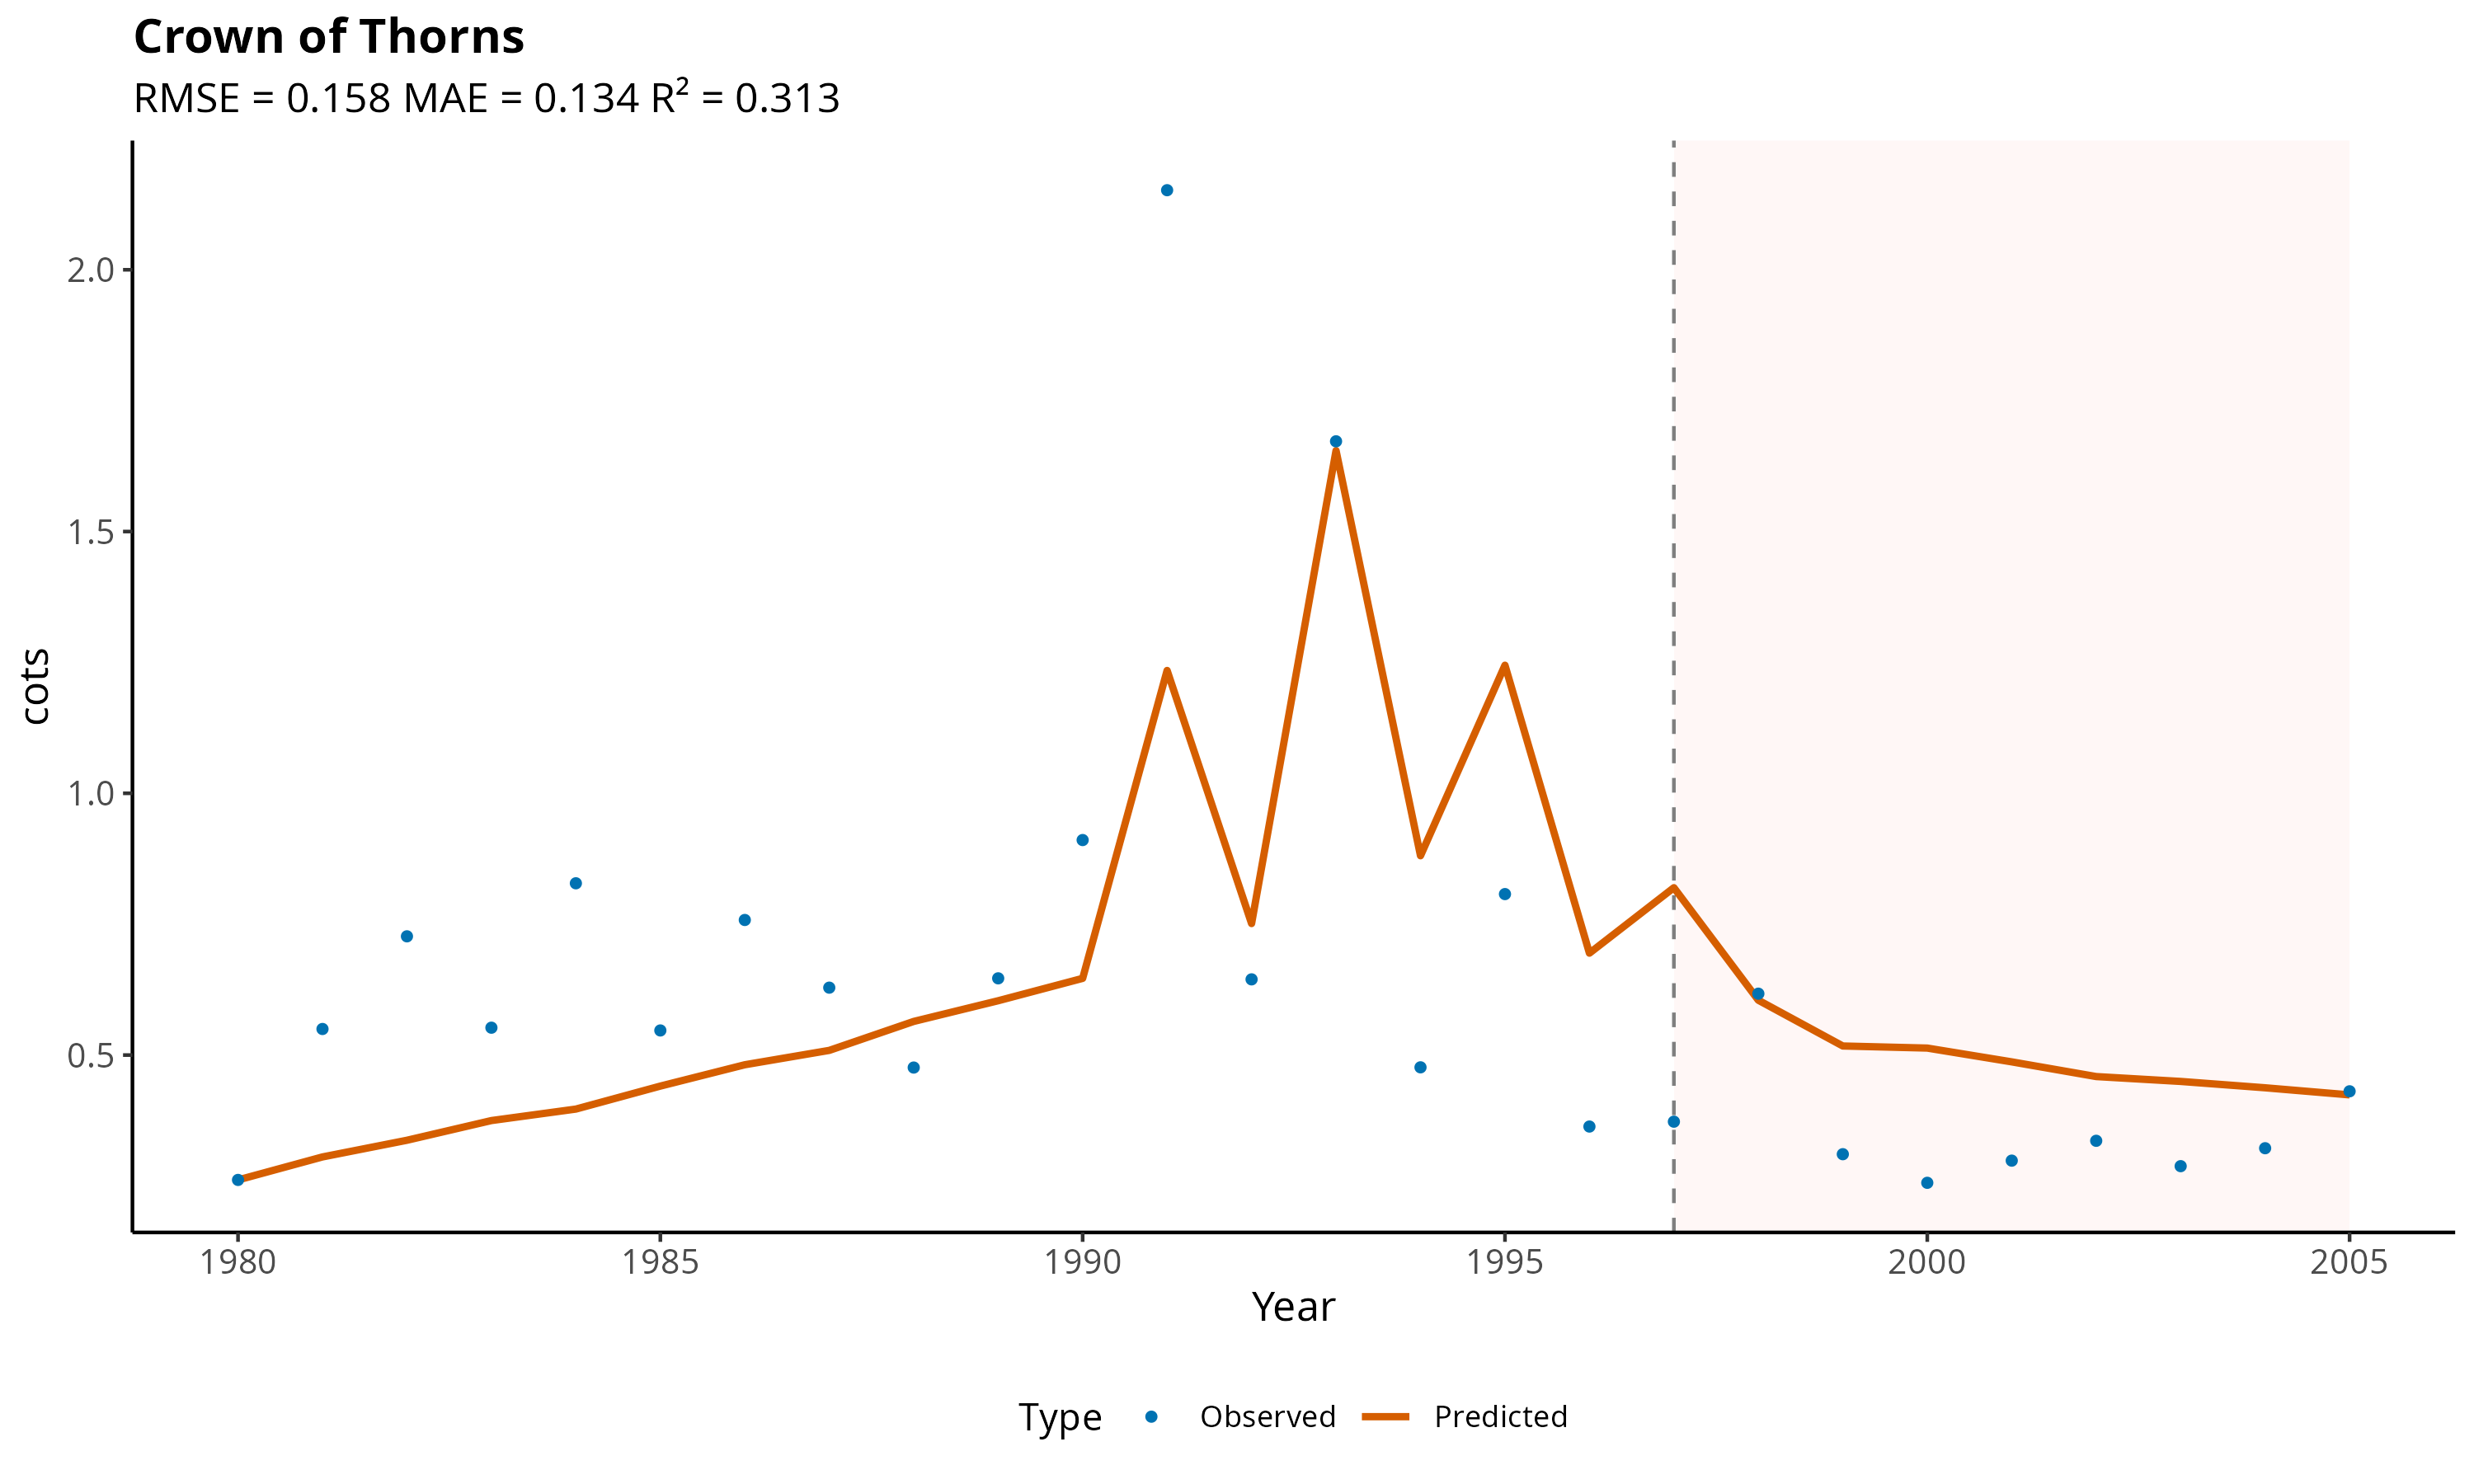 Crown of Thorns
RMSE = 0.158 MAE = 0.134 R² = 0.313
cots
2.0
1.5
1.0
0.5
1980 1985 1990 1995 2000 2005
Year
Type Observed Predicted